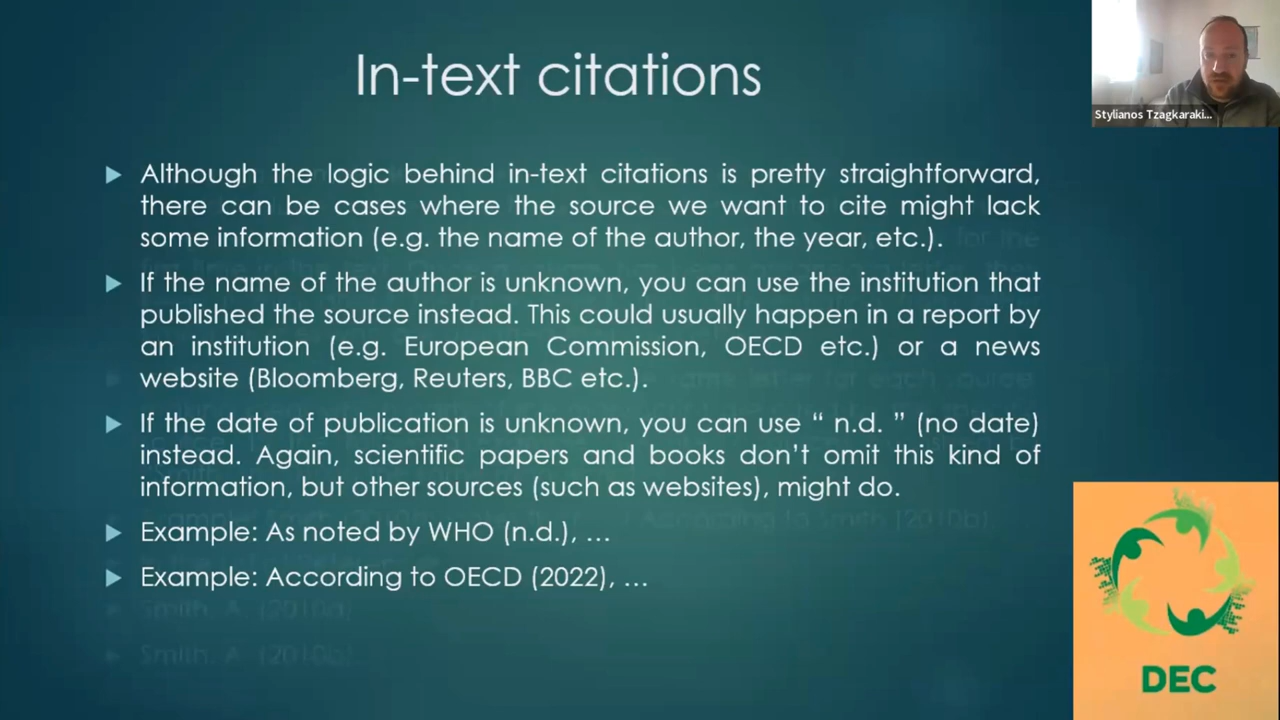 In-text citations
Although the logic behind in-text citations is pretty straightforward,
there can be cases where the source we want to cite might lack
some information (e.g. the name of the author, the year, etc.).
If the name of the author is unknown, you can use the institution that
published the source instead. This could usually happen in a report by
an institution (e.g. European Commission, OECD etc.) or a news
website (Bloomberg, Reuters, BBC etc.).
If the date of publication is unknown, you can use “ n.d. ” (no date)
instead. Again, scientific papers and books don’t omit this kind of
information, but other sources (such as websites), might do.
Example: As noted by WHO (n.d.), …
Example: According to OECD (2022), …
Smith, A. (2010a)
Smith, A. (2010b)
Stylianos Tzagkaraki...
DEC